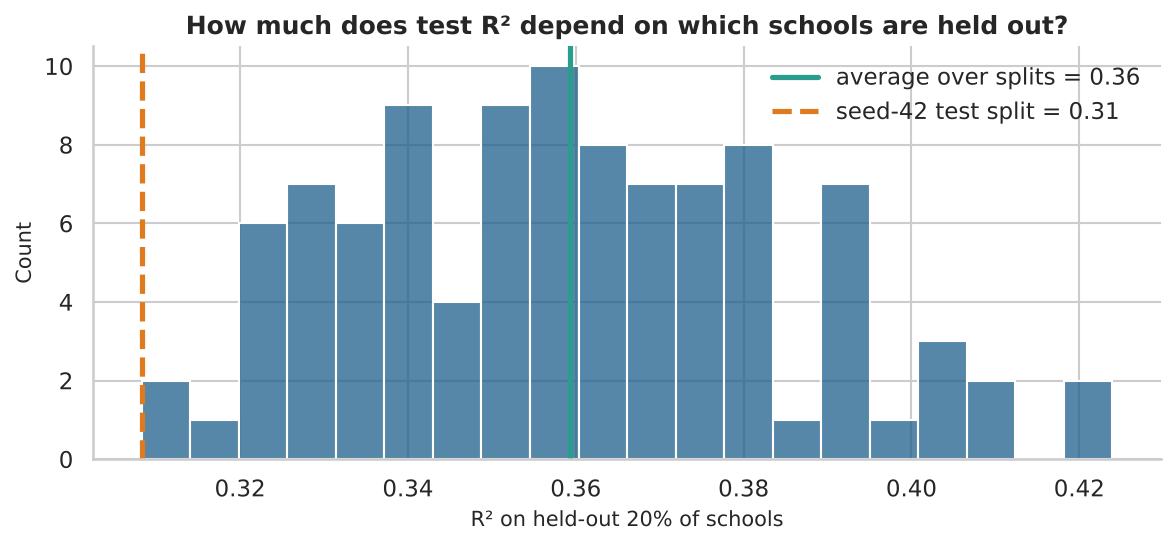 How much does test R² depend on which schools are held out?
average over splits = 0.36
seed-42 test split = 0.31
Count
10
8
6
4
2
0
0.32 0.34 0.36 0.38 0.40 0.42
R² on held-out 20% of schools